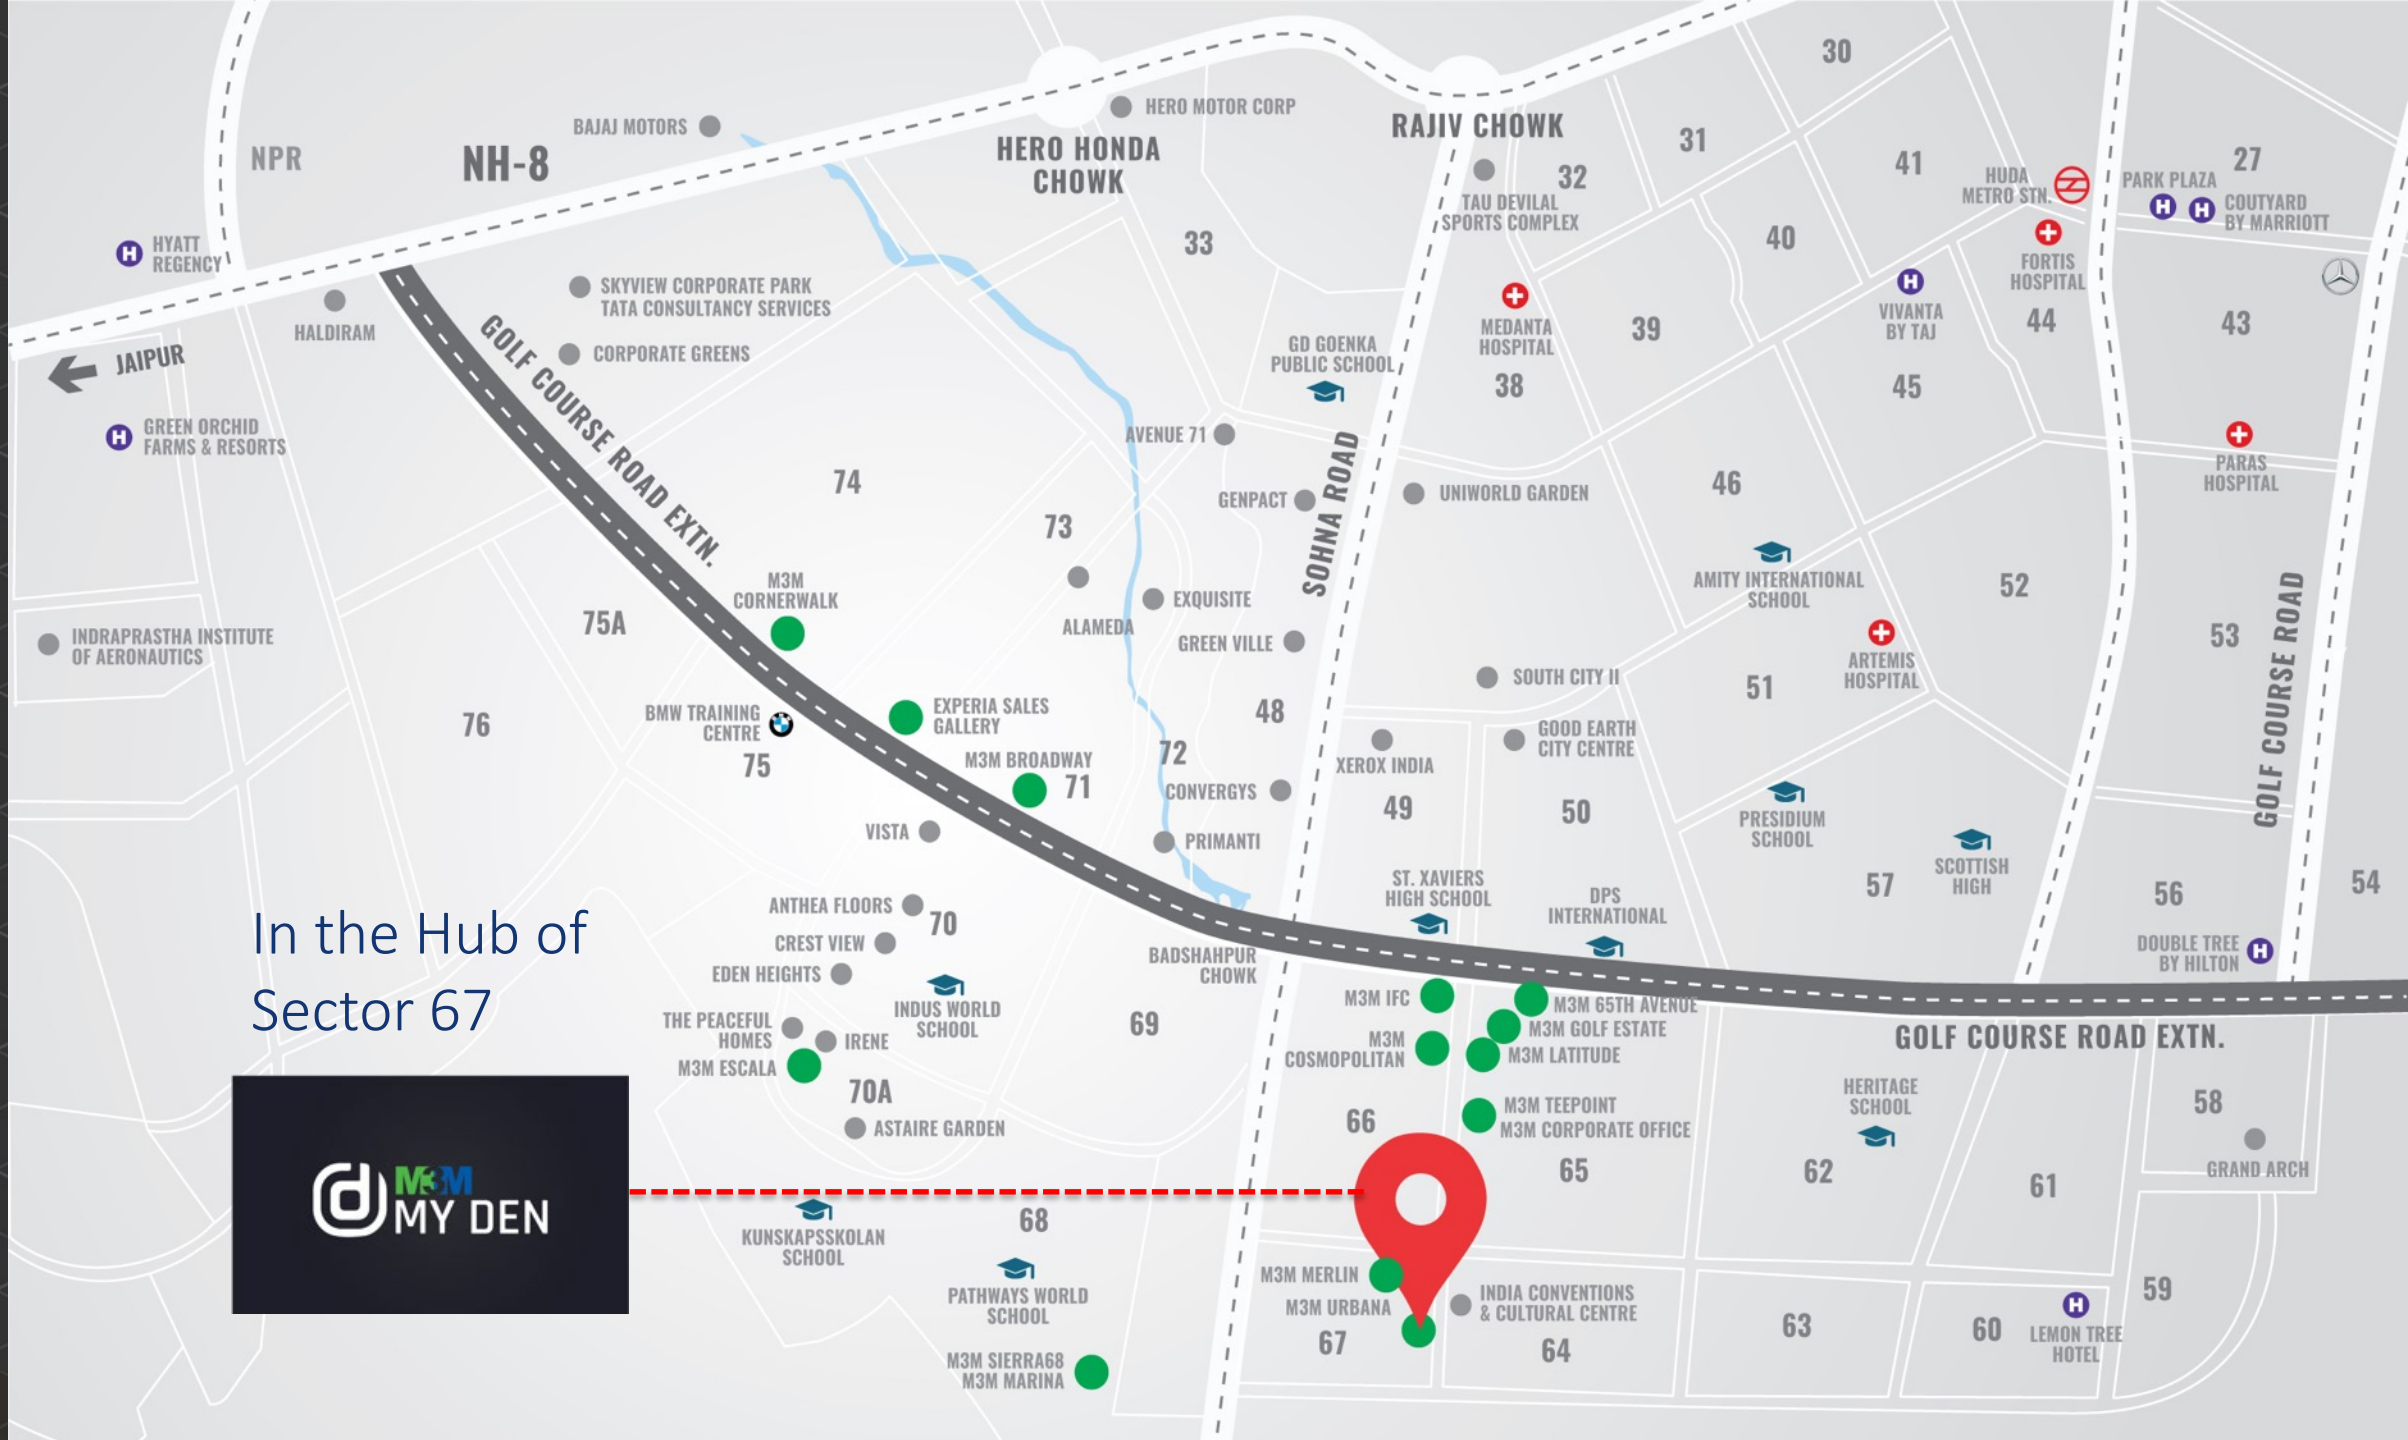 30
HERO MOTOR CORP
BAJAJ MOTORS
RAJIV CHOWK
31
NPR
NH-8
HERO HONDA
CHOWK
32
41
27
HUDA
METRO STN.
PARK PLAZA
COUTYARD
BY MARRIOTT
TAU DEVILAL
SPORTS COMPLEX
33
40
HYATT
REGENCY
FORTIS
HOSPITAL
SKYVIEW CORPORATE PARK
TATA CONSULTANCY SERVICES
HALDIRAM
VIVANTA
BY TAJ
44
43
MEDANTA
HOSPITAL
39
GD GOENKA
PUBLIC SCHOOL
CORPORATE GREENS
JAIPUR
38
45
GOLF COURSE ROAD EXTN.
GREEN ORCHID
FARMS & RESORTS
AVENUE 71
PARAS
HOSPITAL
74
46
GENPACT
SOHNA ROAD
UNIWORLD GARDEN
73
M3M
CORNERWALK
AMITY INTERNATIONAL
SCHOOL
52
75A
EXQUISITE
ALAMEDA
GREEN VILLE
INDRAPRASTHA INSTITUTE
OF AERONAUTICS
53
GOLF COURSE ROAD
ARTEMIS
HOSPITAL
SOUTH CITY II
51
76
BMW TRAINING
CENTRE
EXPERIA SALES
GALLERY
48
GOOD EARTH
CITY CENTRE
75
M3M BROADWAY
71
72
XEROX INDIA
CONVERGYS
49
50
PRESIDIUM
SCHOOL
VISTA
PRIMANTI
SCOTTISH
HIGH
57
56
54
ST. XAVIERS
HIGH SCHOOL
DPS
INTERNATIONAL
ANTHEA FLOORS
70
CREST VIEW
EDEN HEIGHTS
BADSHAHPUR
CHOWK
DOUBLE TREE
BY HILTON
In the Hub of
Sector 67
INDUS WORLD
SCHOOL
THE PEACEFUL
HOMES
IRENE
M3M ESCALA
69
M3M IFC
M3M 65TH AVENUE
M3M GOLF ESTATE
M3M
COSMOPOLITAN
M3M LATITUDE
GOLF COURSE ROAD EXTN.
70A
ASTAIRE GARDEN
66
M3M TEEPOINT
M3M CORPORATE OFFICE
HERITAGE
SCHOOL
58
GRAND ARCH
65
62
61
d
M3M
MY DEN
KUNSKAPSSKOLAN
SCHOOL
68
PATHWAYS WORLD
SCHOOL
M3M MERLIN
M3M URBANA
INDIA CONVENTIONS
& CULTURAL CENTRE
67
64
63
60
59
LEMON TREE
HOTEL
M3M SIERRA68
M3M MARINA